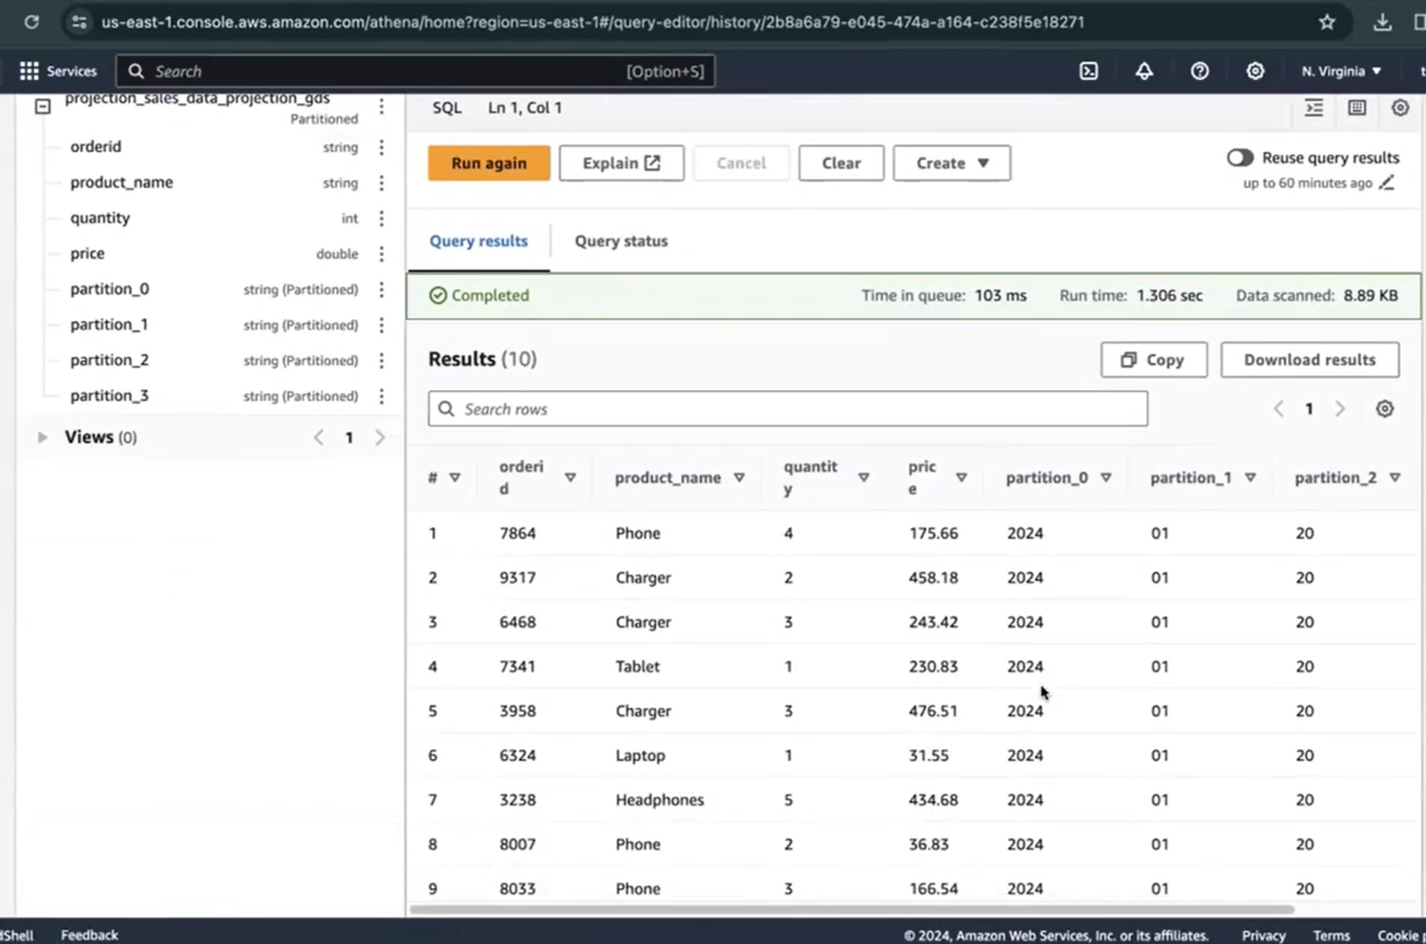 us-east-1.console.aws.amazon.com/athena/home?region=us-east-1#/query-editor/history/2b8a6a79-e045-474a-a164-c238f5e18271
Services Search [Option+S] N. Virginia
projection_sales_data_projection_gds
Partitioned
orderid string
product_name string
quantity int
price double
partition_0 string (Partitioned)
partition_1 string (Partitioned)
partition_2 string (Partitioned)
partition_3 string (Partitioned)
Views (0) 1
SQL Ln 1, Col 1
Run again Explain Cancel Clear Create Reuse query results
up to 60 minutes ago
Query results Query status
Completed Time in queue: 103 ms Run time: 1.306 sec Data scanned: 8.89 KB
Results (10) Copy Download results
Search rows 1
# orderid product_name quantity price partition_0 partition_1 partition_2
1 7864 Phone 4 175.66 2024 01 20
2 9317 Charger 2 458.18 2024 01 20
3 6468 Charger 3 243.42 2024 01 20
4 7341 Tablet 1 230.83 2024 01 20
5 3958 Charger 3 476.51 2024 01 20
6 6324 Laptop 1 31.55 2024 01 20
7 3238 Headphones 5 434.68 2024 01 20
8 8007 Phone 2 36.83 2024 01 20
9 8033 Phone 3 166.54 2024 01 20
dShell Feedback © 2024, Amazon Web Services, Inc. or its affiliates. Privacy Terms Cookie